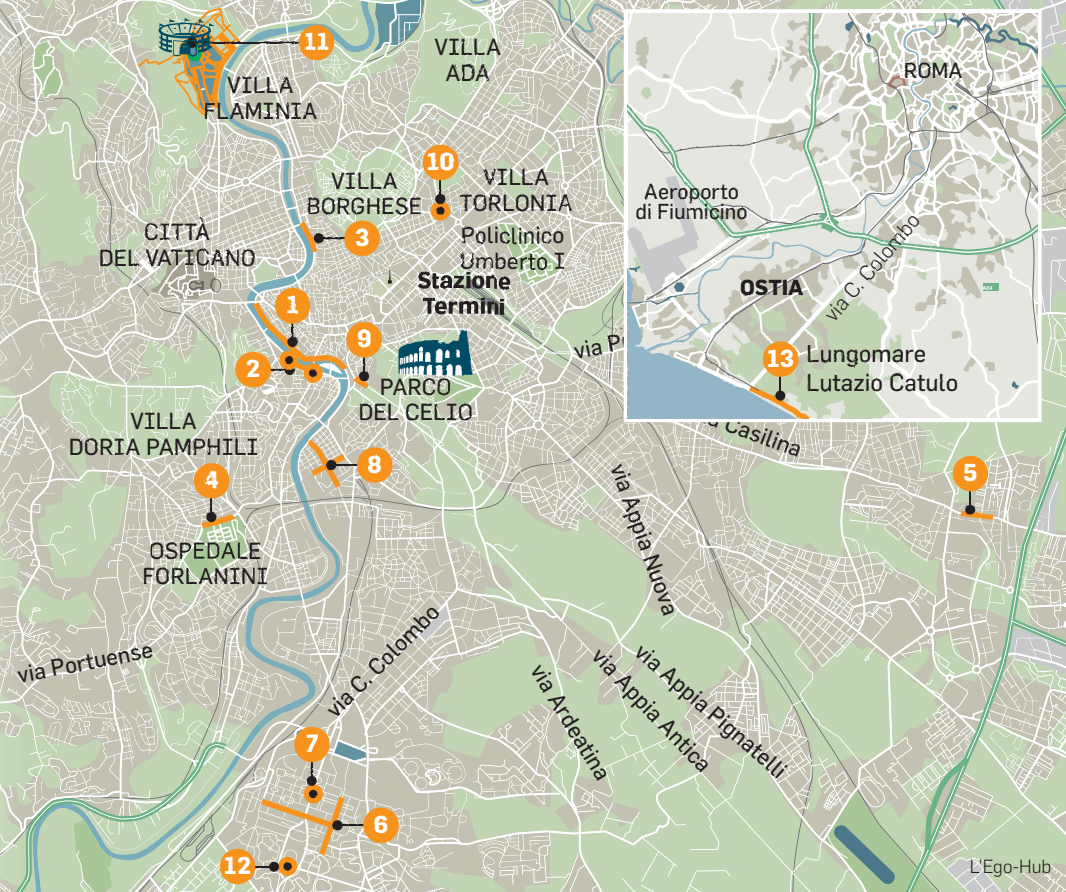 11
VILLA
ADA
VILLA
FLAMINIA
ROMA
10
VILLA
BORGHESE
VILLA
TORLONIA
Aeroporto
di Fiumicino
CITTÀ
DEL VATICANO
3
Policlinico
Umberto I
via C. Colombo
Stazione
Termini
OSTIA
A24
1
9
via
2
PARCO
DEL CELIO
13
Lungomare
Lutazio Catulo
VILLA
DORIA PAMPHILI
Casilina
8
4
5
via Appia Nuova
OSPEDALE
FORLANINI
via C. Colombo
via Portuense
via Appia Pignatelli
via Appia Antica
via Ardeatina
7
6
12
L'Ego-Hub